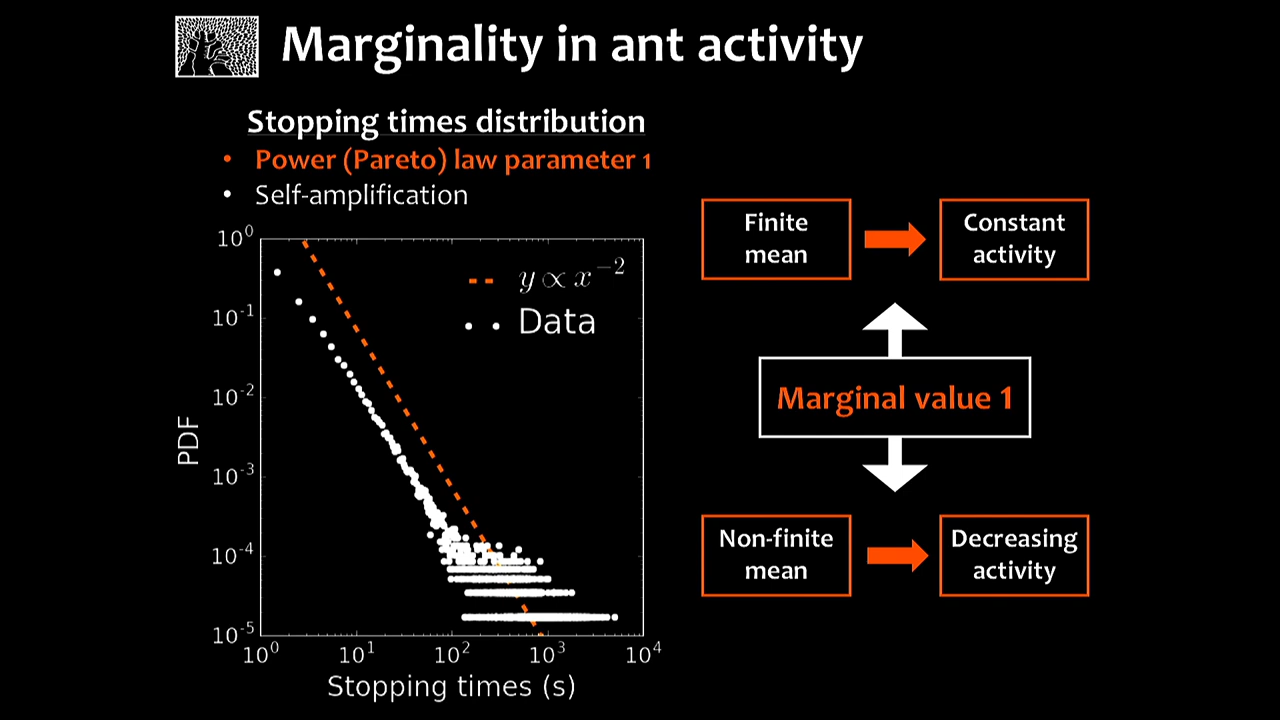 Marginality in ant activity
Stopping times distribution
• Power (Pareto) law parameter 1
• Self-amplification
10^0
10^-1
10^-2
10^-3
10^-4
10^-5
PDF
y ∝ x^-2
Data
10^0 10^1 10^2 10^3 10^4
Stopping times (s)
Finite
mean
Constant
activity
Marginal value 1
Non-finite
mean
Decreasing
activity